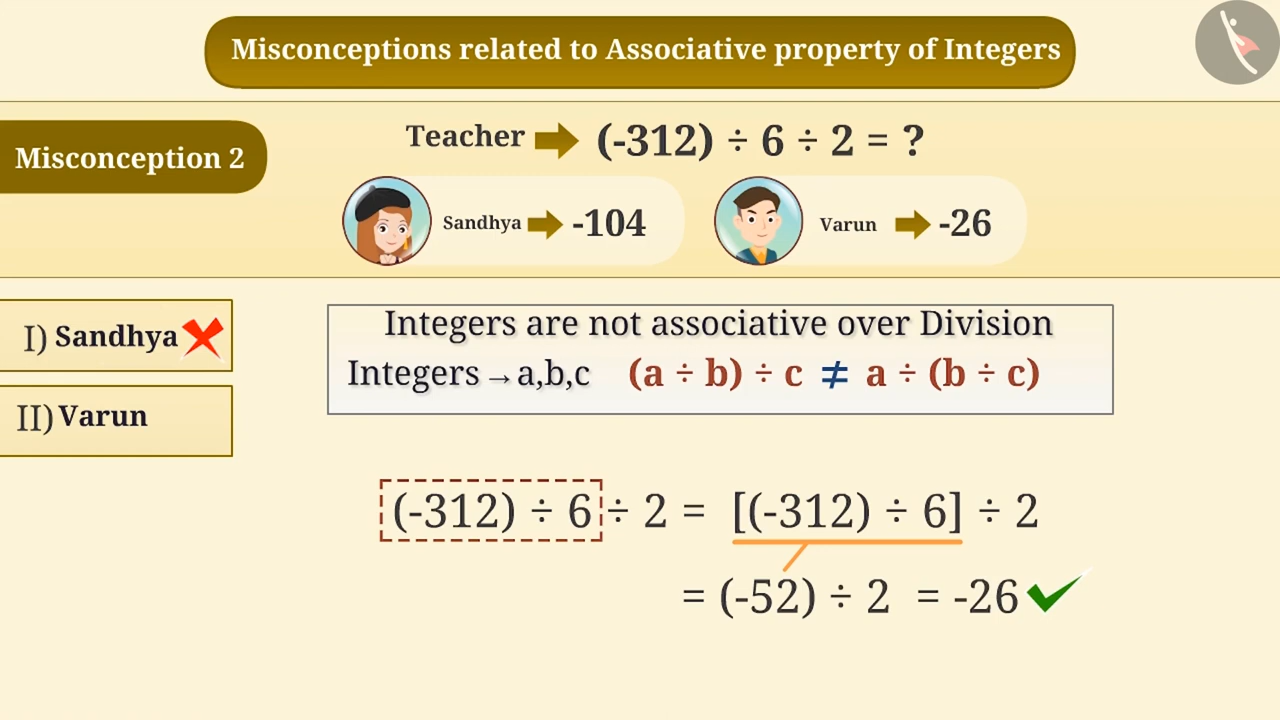 Misconceptions related to Associative property of Integers
Misconception 2
Teacher (-312) ÷ 6 ÷ 2 = ?
Sandhya -104
Varun -26
I) Sandhya
II) Varun
Integers are not associative over Division
Integers → a,b,c (a ÷ b) ÷ c ≠ a ÷ (b ÷ c)
(-312) ÷ 6 ÷ 2 = [(-312) ÷ 6] ÷ 2
= (-52) ÷ 2 = -26